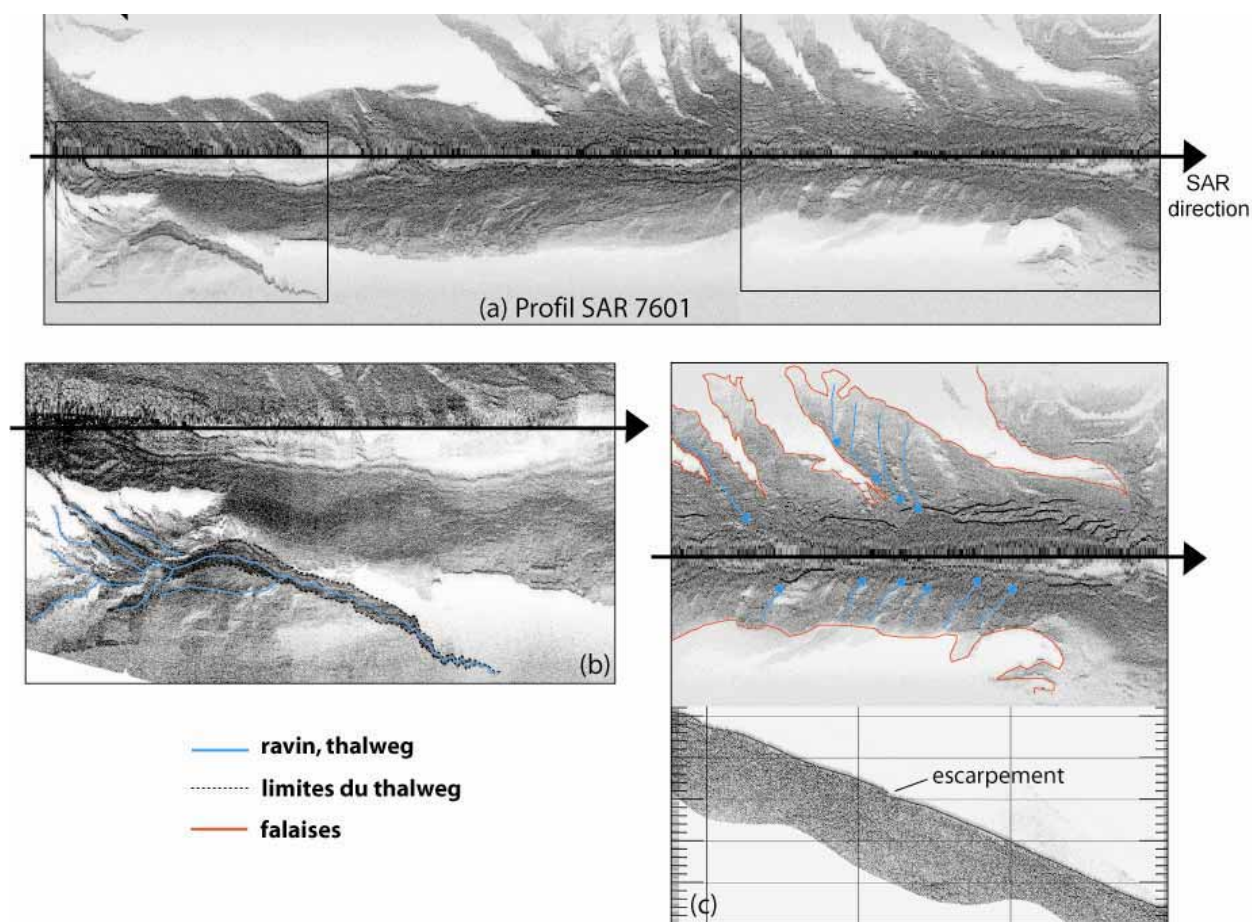 SAR
direction
(a) Profil SAR 7601
(b)
ravin, thalweg
limites du thalweg
falaises
escarpement
(c)